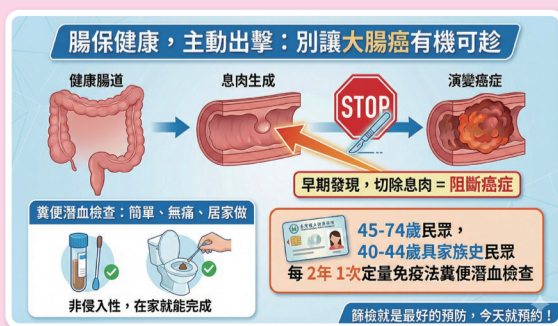 腸保健康，主動出擊：別讓大腸癌有機可趁
健康腸道
息肉生成
STOP
演變癌症
早期發現，切除息肉 = 阻斷癌症
糞便潛血檢查：簡單、無痛、居家做
非侵入性，在家就能完成
45-74歲民眾，
40-44歲具家族史民眾
每 2年 1次定量免疫法糞便潛血檢查
篩檢就是最好的預防，今天就預約！